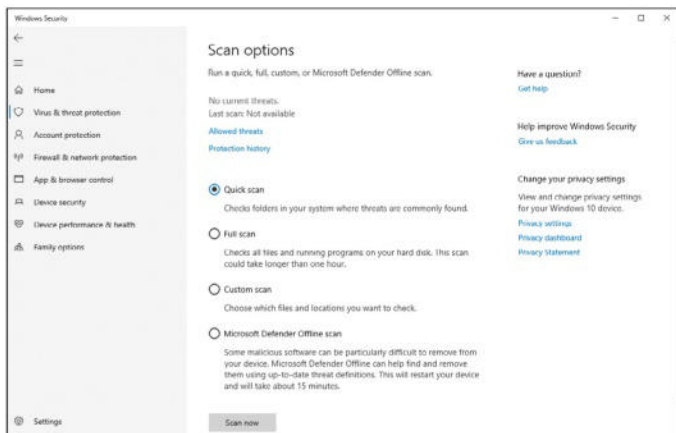 Windows Security
Home
Virus & threat protection
Account protection
Firewall & network protection
App & browser control
Device security
Device performance & health
Family options
Settings
Scan options
Run a quick, full, custom, or Microsoft Defender Offline scan.
No current threats.
Last scan: Not available
Allowed threats
Protection history
Quick scan
Checks folders in your system where threats are commonly found.
Full scan
Checks all files and running programs on your hard disk. This scan
could take longer than one hour.
Custom scan
Choose which files and locations you want to check.
Microsoft Defender Offline scan
Some malicious software can be particularly difficult to remove from
your device. Microsoft Defender Offline can help find and remove
them using up-to-date threat definitions. This will restart your device
and will take about 15 minutes.
Scan now
Have a question?
Get help
Help improve Windows Security
Give us feedback
Change your privacy settings
View and change privacy settings
for your Windows 10 device.
Privacy settings
Privacy dashboard
Privacy Statement